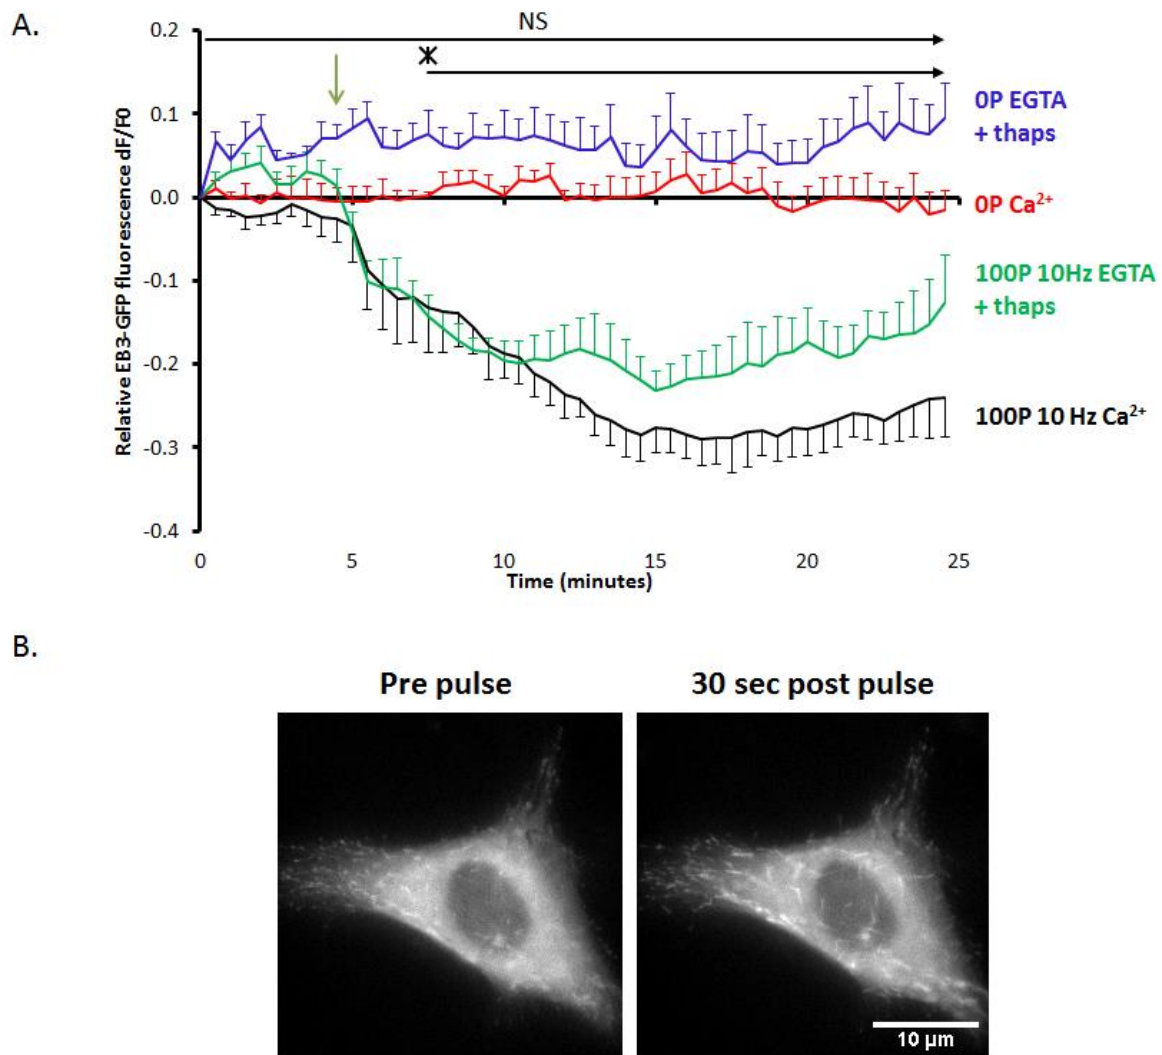 A.
NS
0.2
0.1
0.0
-0.1
-0.2
-0.3
-0.4
Relative EB3-GFP fluorescence dF/F0
0
5
10
15
20
25
Time (minutes)
0P EGTA
+ thaps
0P Ca²⁺
100P 10Hz EGTA
+ thaps
100P 10 Hz Ca²⁺
B.
Pre pulse
30 sec post pulse
10 µm